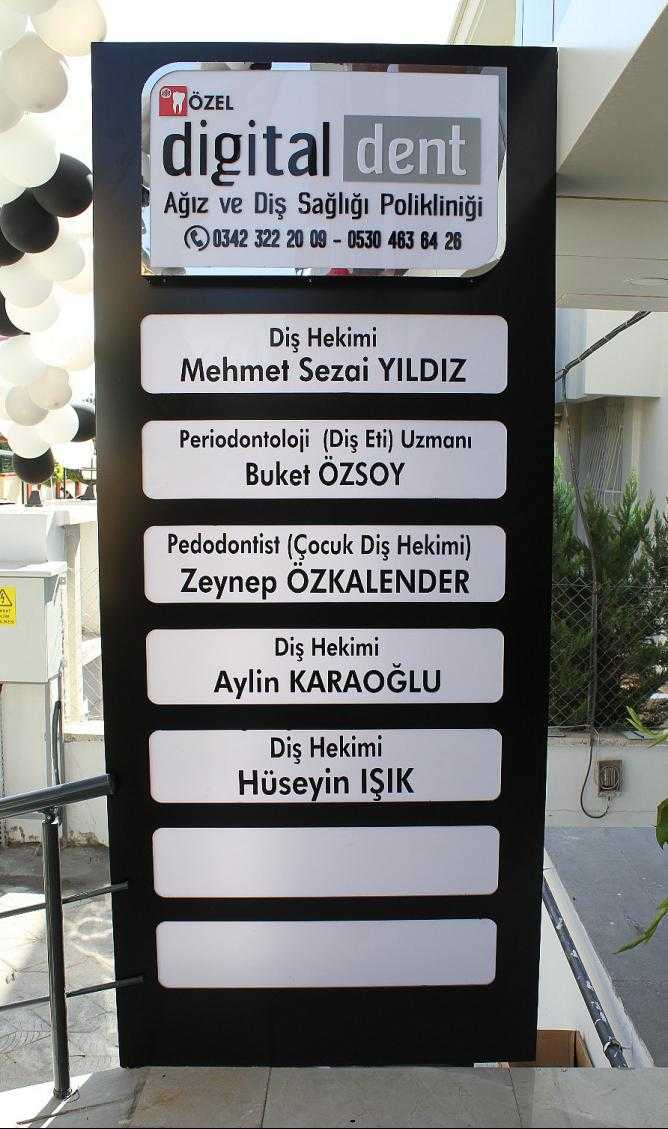 ÖZEL
digital dent
Ağız ve Diş Sağlığı Polikliniği
0342 322 20 09 - 0530 463 64 26
Diş Hekimi
Mehmet Sezai YILDIZ
Periodontoloji (Diş Eti) Uzmanı
Buket ÖZSOY
Pedodontist (Çocuk Diş Hekimi)
Zeynep ÖZKALENDER
Diş Hekimi
Aylin KARAOĞLU
Diş Hekimi
Hüseyin IŞIK